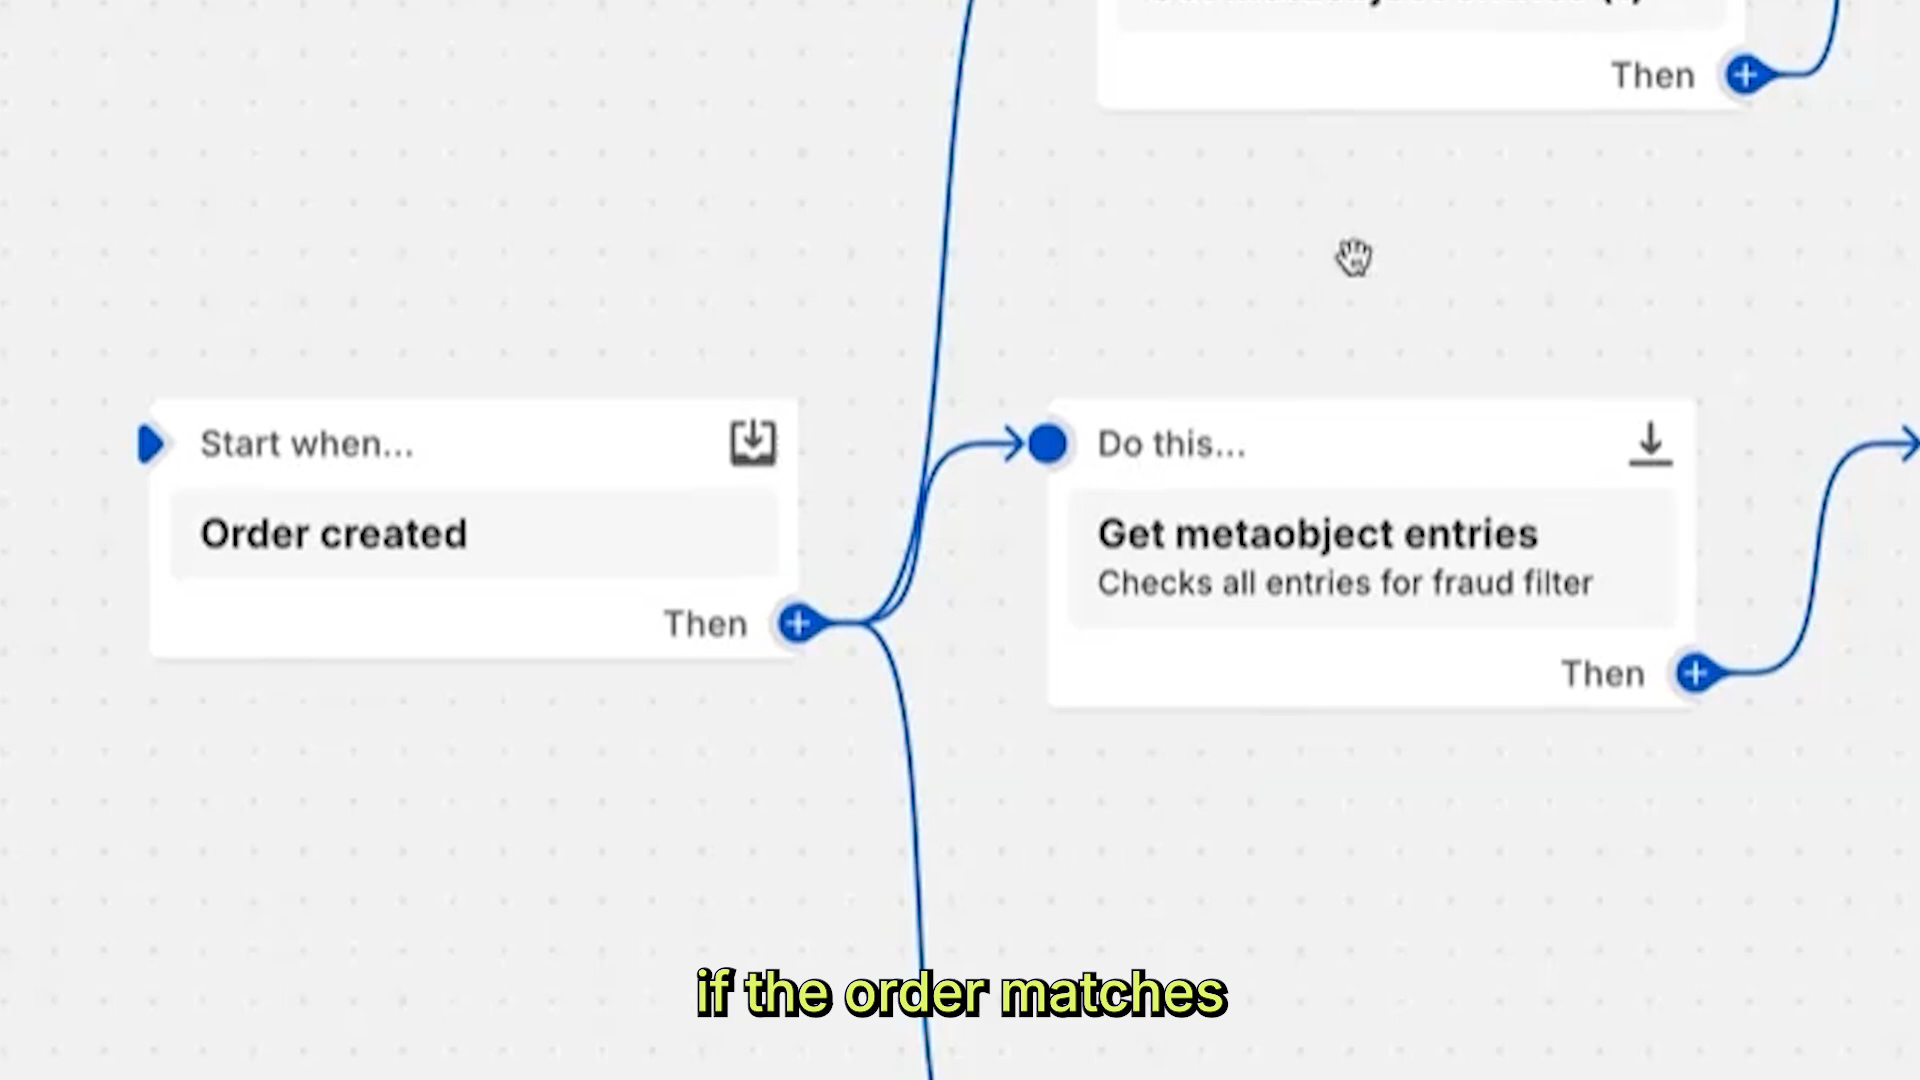 Then
Start when...
Order created
Then
Do this...
Get metaobject entries
Checks all entries for fraud filter
Then
if the order matches